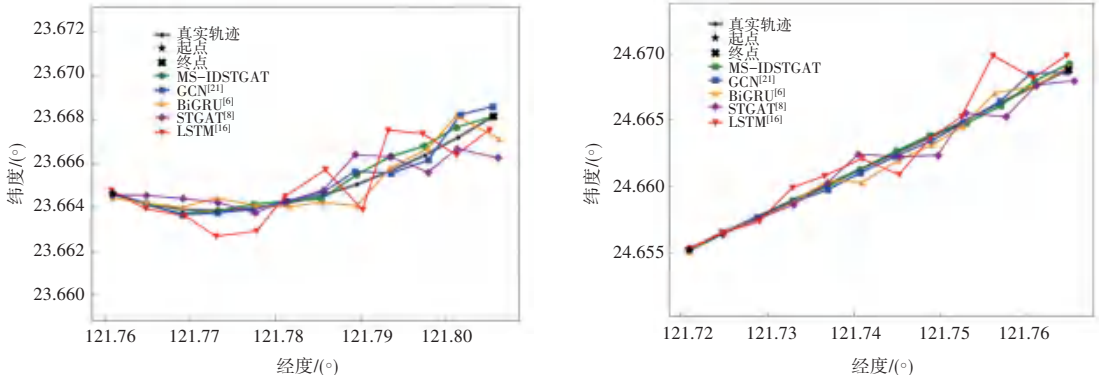 23.672
23.670
23.668
23.666
23.664
23.662
23.660
纬度/(°)
真实轨迹
起点
终点
MS-IDSTGAT
GCN[21]
BiGRU[6]
STGAT[8]
LSTM[16]
121.76 121.77 121.78 121.79 121.80
经度/(°)
24.670
24.665
24.660
24.655
纬度/(°)
真实轨迹
起点
终点
MS-IDSTGAT
GCN[21]
BiGRU[6]
STGAT[8]
LSTM[16]
121.72 121.73 121.74 121.75 121.76
经度/(°)